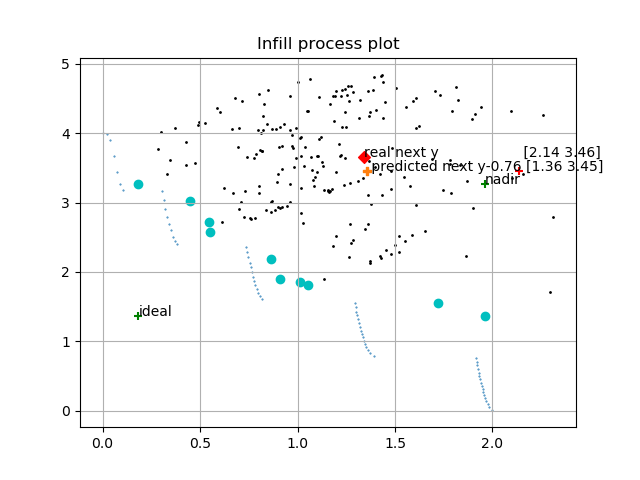 Infill process plot
5
4
3
2
1
0
real next y
[2.14 3.46]
predicted next y-0.76 [1.36 3.45]
nadir
ideal
0.0 0.5 1.0 1.5 2.0